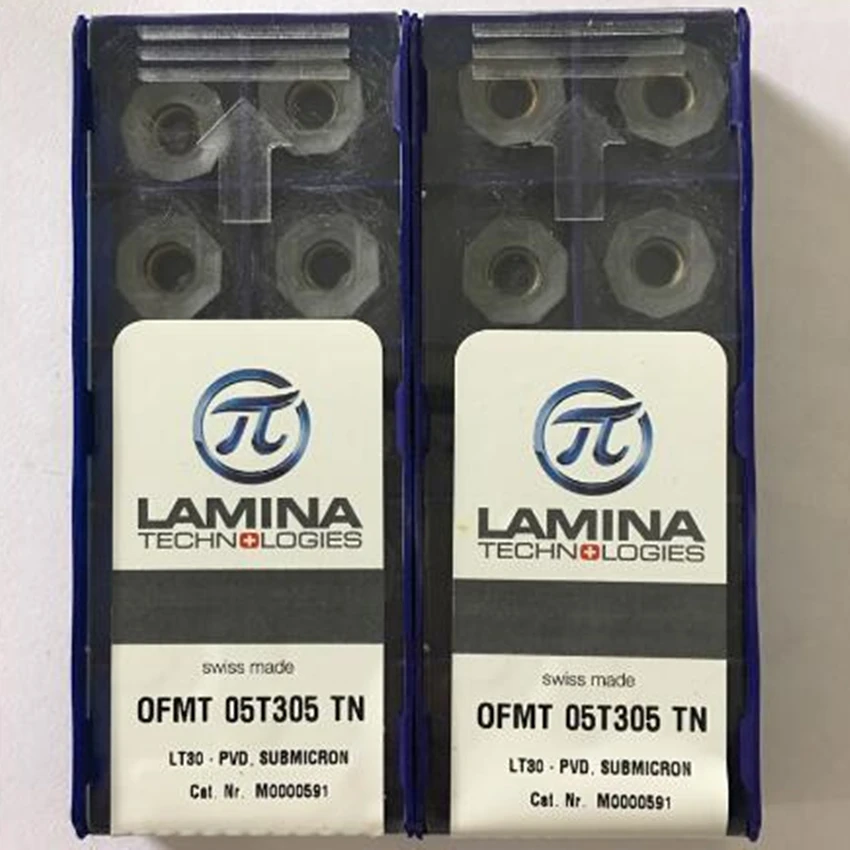 π
LAMINA
TECHNOLOGIES
swiss made
OFMT 05T305 TN
LT30 - PVD, SUBMICRON
Cat. Nr. M0000591
π
LAMINA
TECHNOLOGIES
swiss made
OFMT 05T305 TN
LT30 - PVD, SUBMICRON
Cat. Nr. M0000591